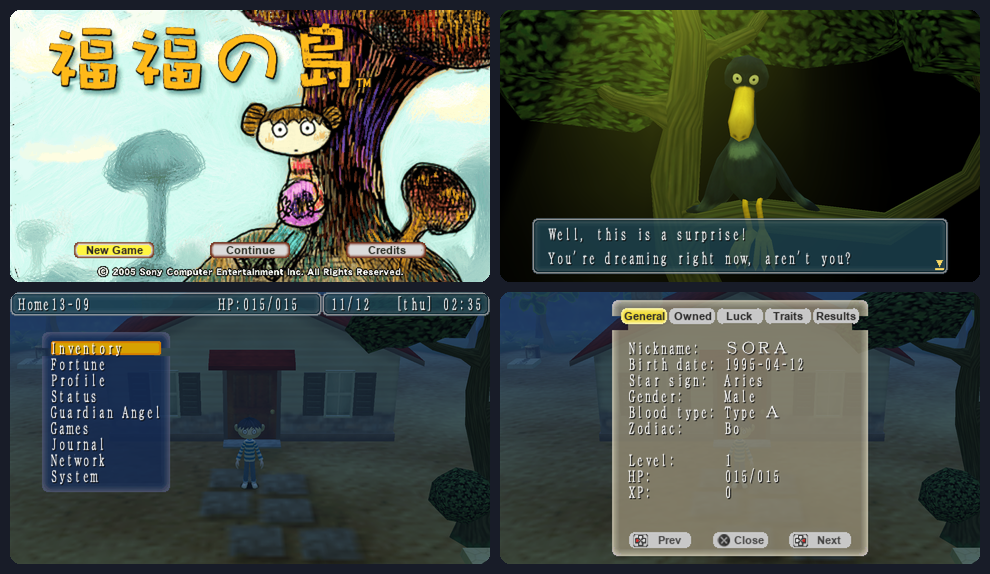 福福の島™
New Game
Continue
Credits
© 2005 Sony Computer Entertainment Inc. All Rights Reserved.
Well, this is a surprise!
You're dreaming right now, aren't you?
Home13-09 HP:015/015 11/12 [thu] 02:35
Inventory
Fortune
Profile
Status
Guardian Angel
Games
Journal
Network
System
General Owned Luck Traits Results
Nickname: SORA
Birth date: 1995-04-12
Star sign: Aries
Gender: Male
Blood type: Type A
Zodiac: Bo
Level: 1
HP: 015/015
XP: 0
Prev Close Next